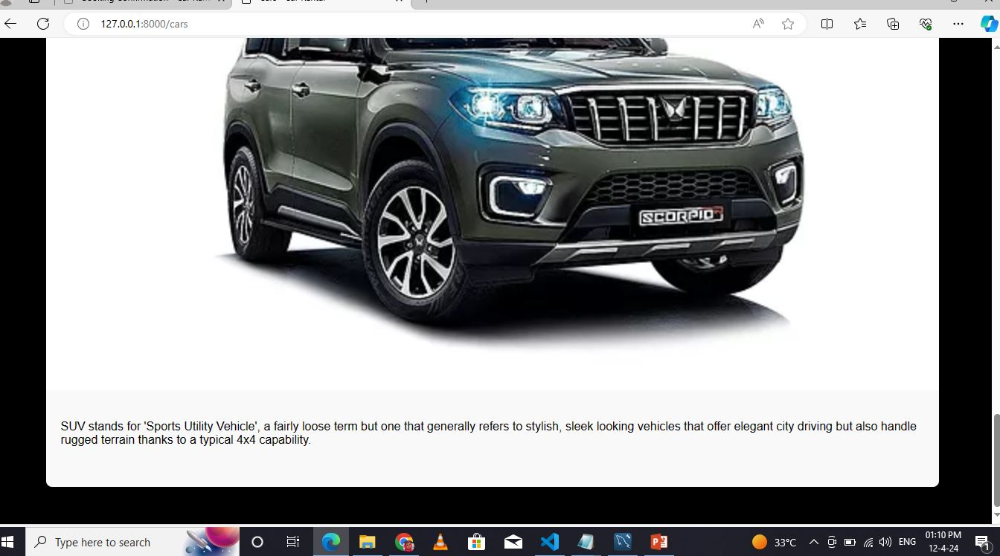 127.0.0.1:8000/cars
SCORPIO
SUV stands for 'Sports Utility Vehicle', a fairly loose term but one that generally refers to stylish, sleek looking vehicles that offer elegant city driving but also handle
rugged terrain thanks to a typical 4x4 capability.
Type here to search
33°C
ENG
01:10 PM
12-4-24
1